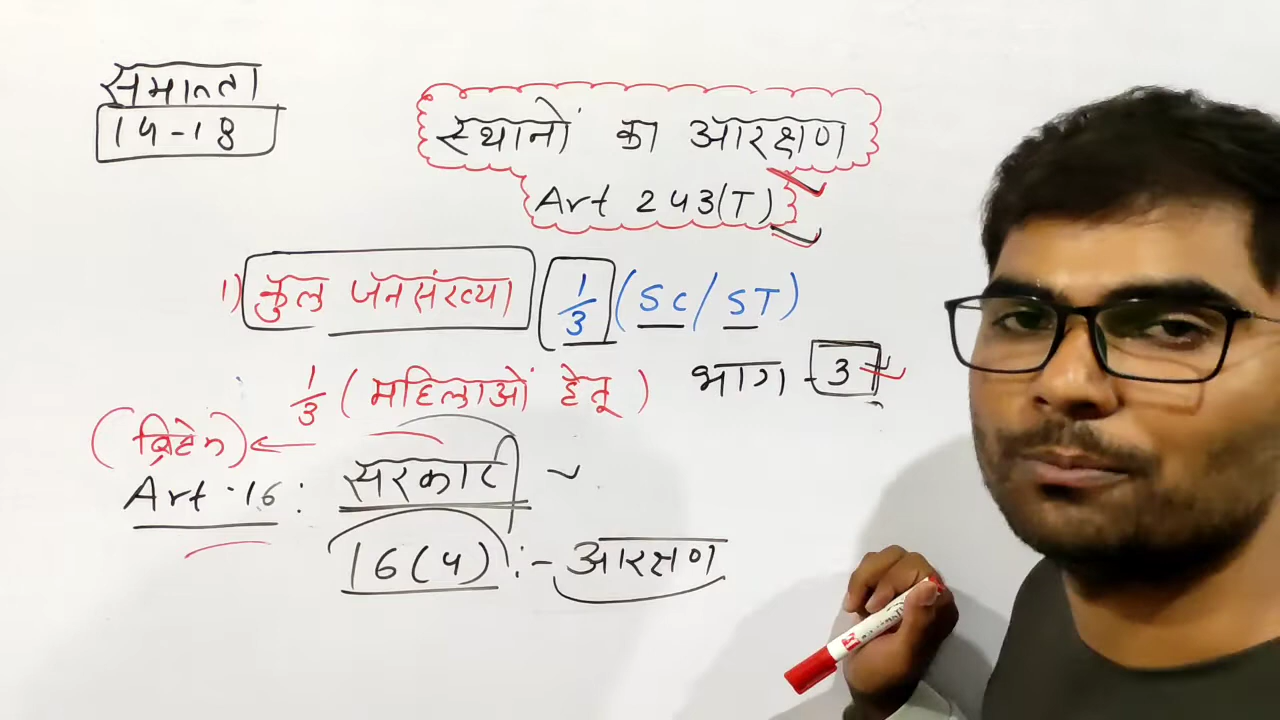 समानता
14-18
स्थानों का आरक्षण
Art 243(T)
1) कुल जनसंख्या 1/3 (SC/ST)
1/3 (महिलाओं हेतू) भाग - 3
(ब्रिटेन) ←
Art-16: सरकारी
16(4) :- आरक्षण